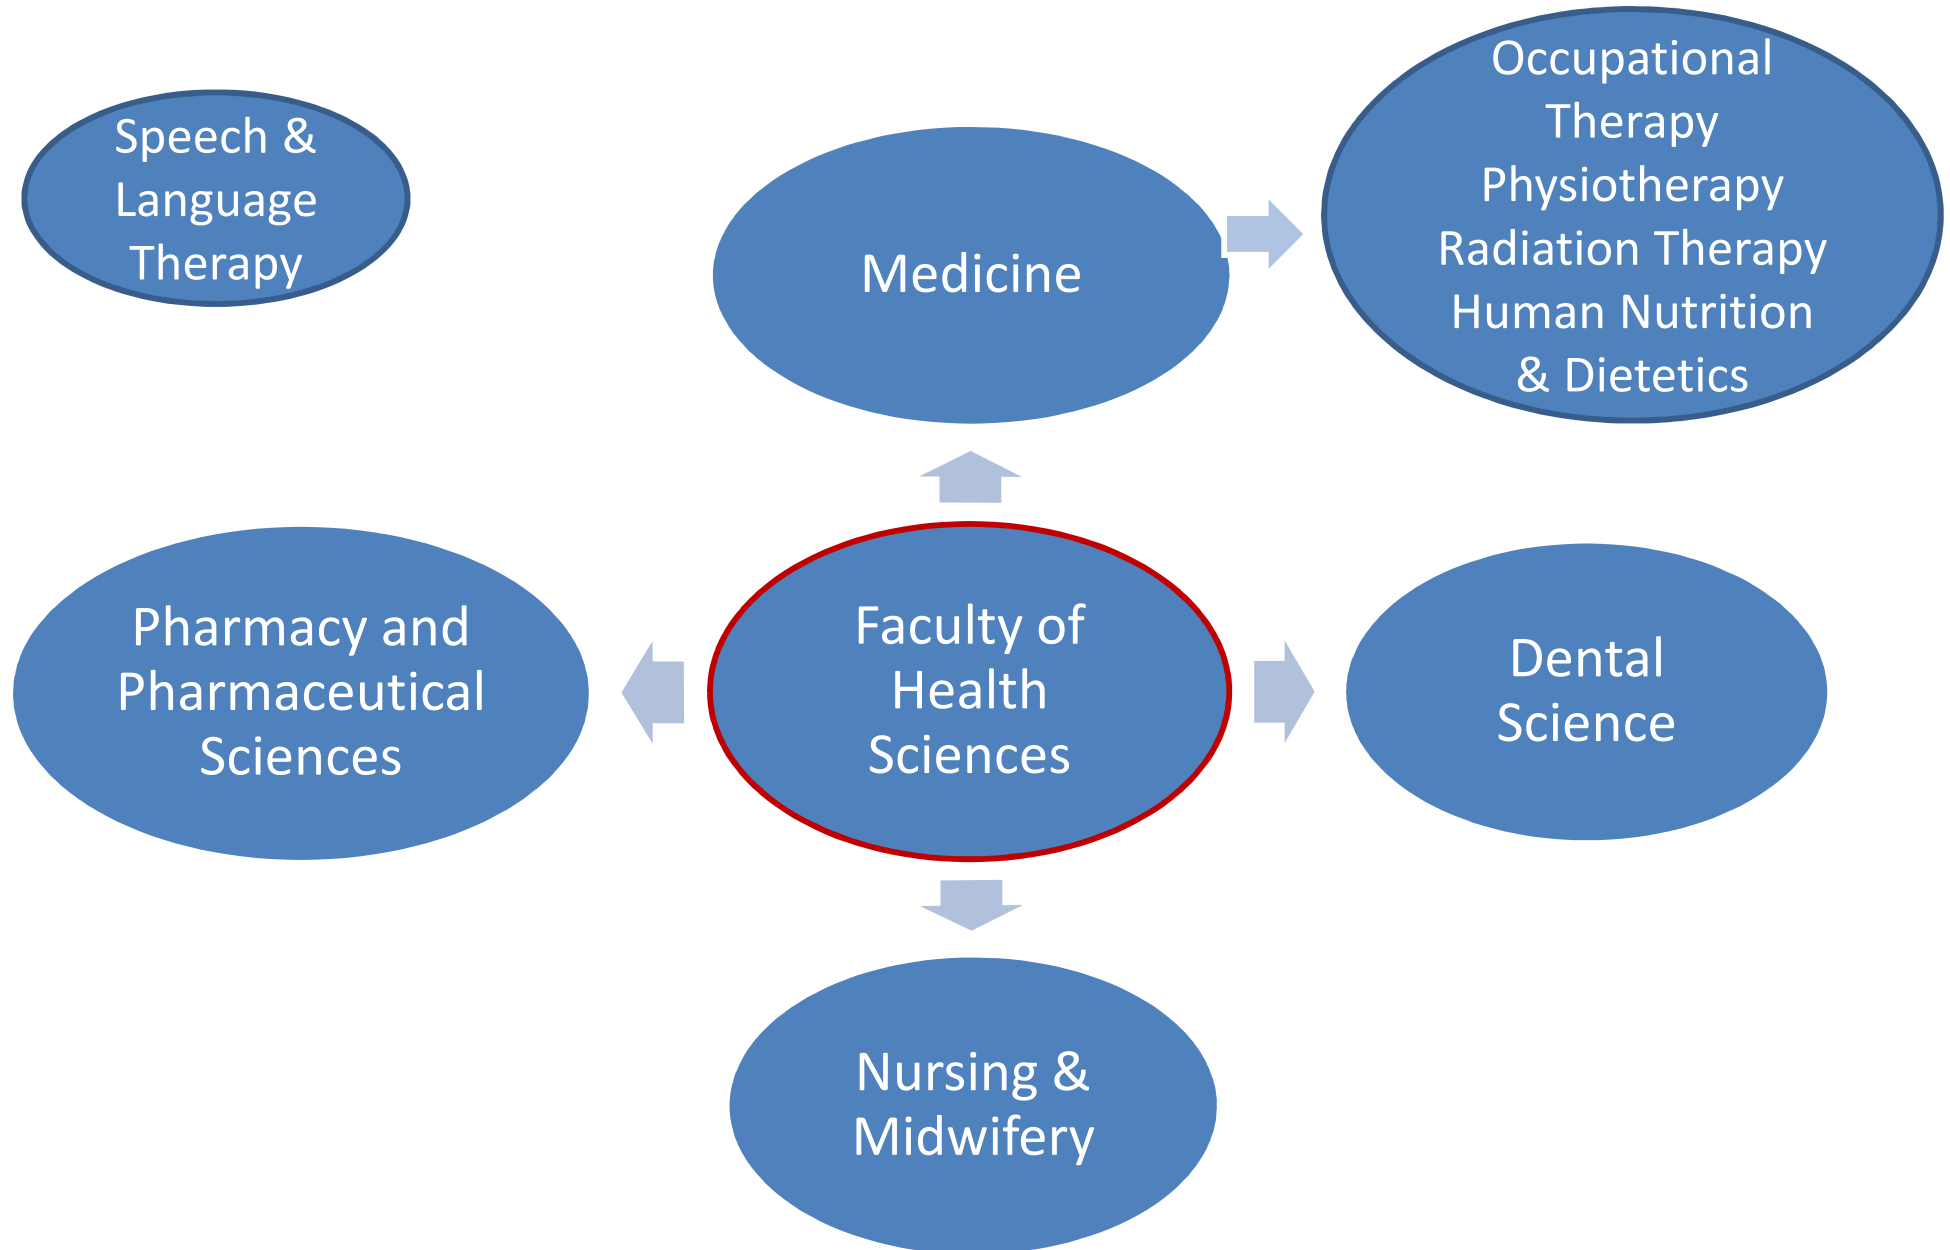 Speech &
Language
Therapy
Medicine
Occupational
Therapy
Physiotherapy
Radiation Therapy
Human Nutrition
& Dietetics
Pharmacy and
Pharmaceutical
Sciences
Faculty of
Health
Sciences
Dental
Science
Nursing &
Midwifery